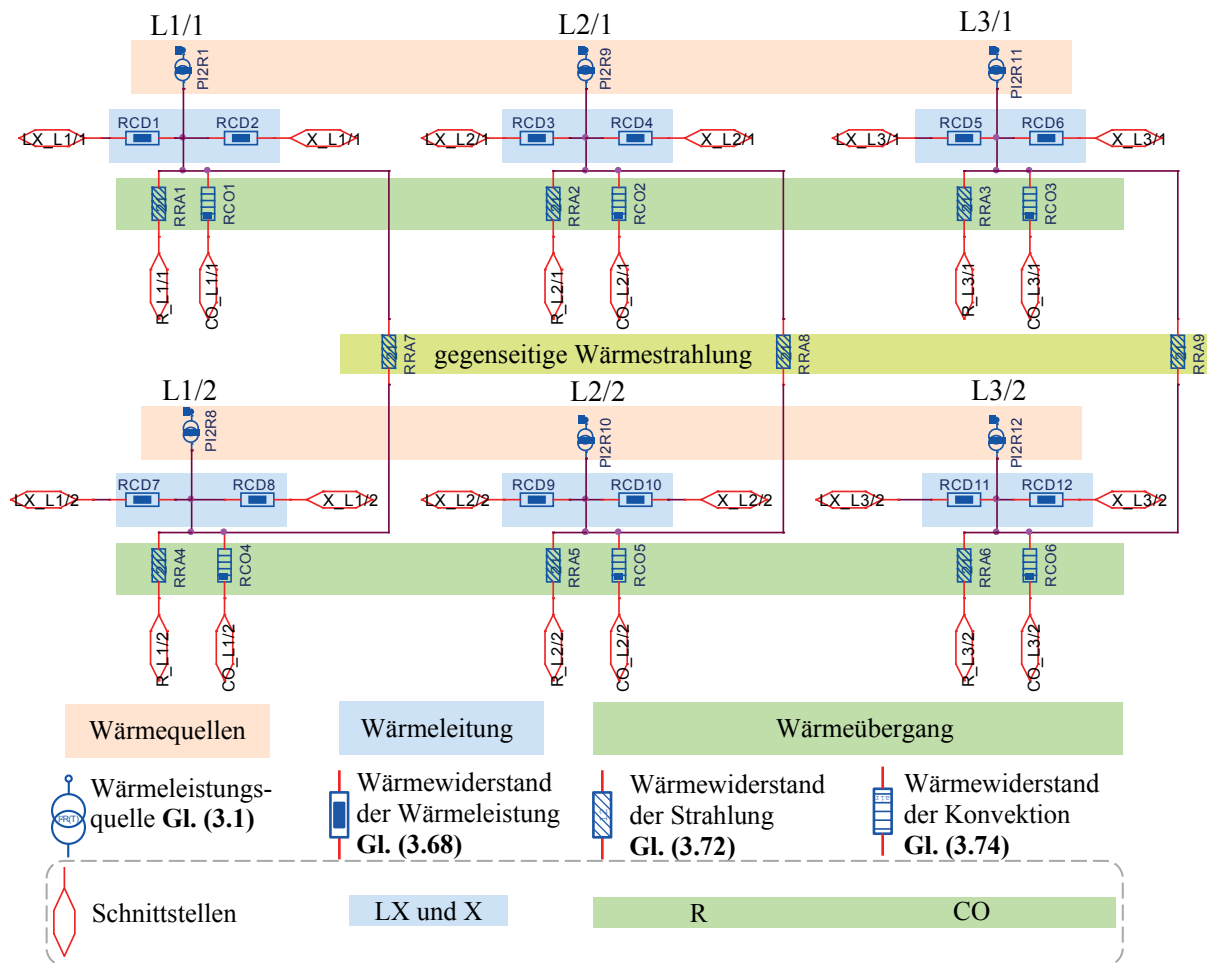 L1/1 L2/1 L3/1
PI2R1 PI2R9 PI2R11
RCD1 RCD2 RCD3 RCD4 RCD5 RCD6
LX_L1/1 X_L1/1 LX_L2/1 X_L2/1 LX_L3/1 X_L3/1
RRA1 RCO1 RRA2 RCO2 RRA3 RCO3
R_L1/1 CO_L1/1 R_L2/1 CO_L2/1 R_L3/1 CO_L3/1
gegenseitige Wärmestrahlung
RRA7 RRA8 RRA9
L1/2 L2/2 L3/2
PI2R8 PI2R10 PI2R12
RCD7 RCD8 RCD9 RCD10 RCD11 RCD12
LX_L1/2 X_L1/2 LX_L2/2 X_L2/2 LX_L3/2 X_L3/2
RRA4 RCO4 RRA5 RCO5 RRA6 RCO6
R_L1/2 CO_L1/2 R_L2/2 CO_L2/2 R_L3/2 CO_L3/2
Wärmequellen Wärmeleitung Wärmeübergang
Wärmeleistungs-
quelle Gl. (3.1)
Wärmewiderstand
der Wärmeleistung
Gl. (3.68)
Wärmewiderstand
der Strahlung
Gl. (3.72)
Wärmewiderstand
der Konvektion
Gl. (3.74)
Schnittstellen LX und X R CO